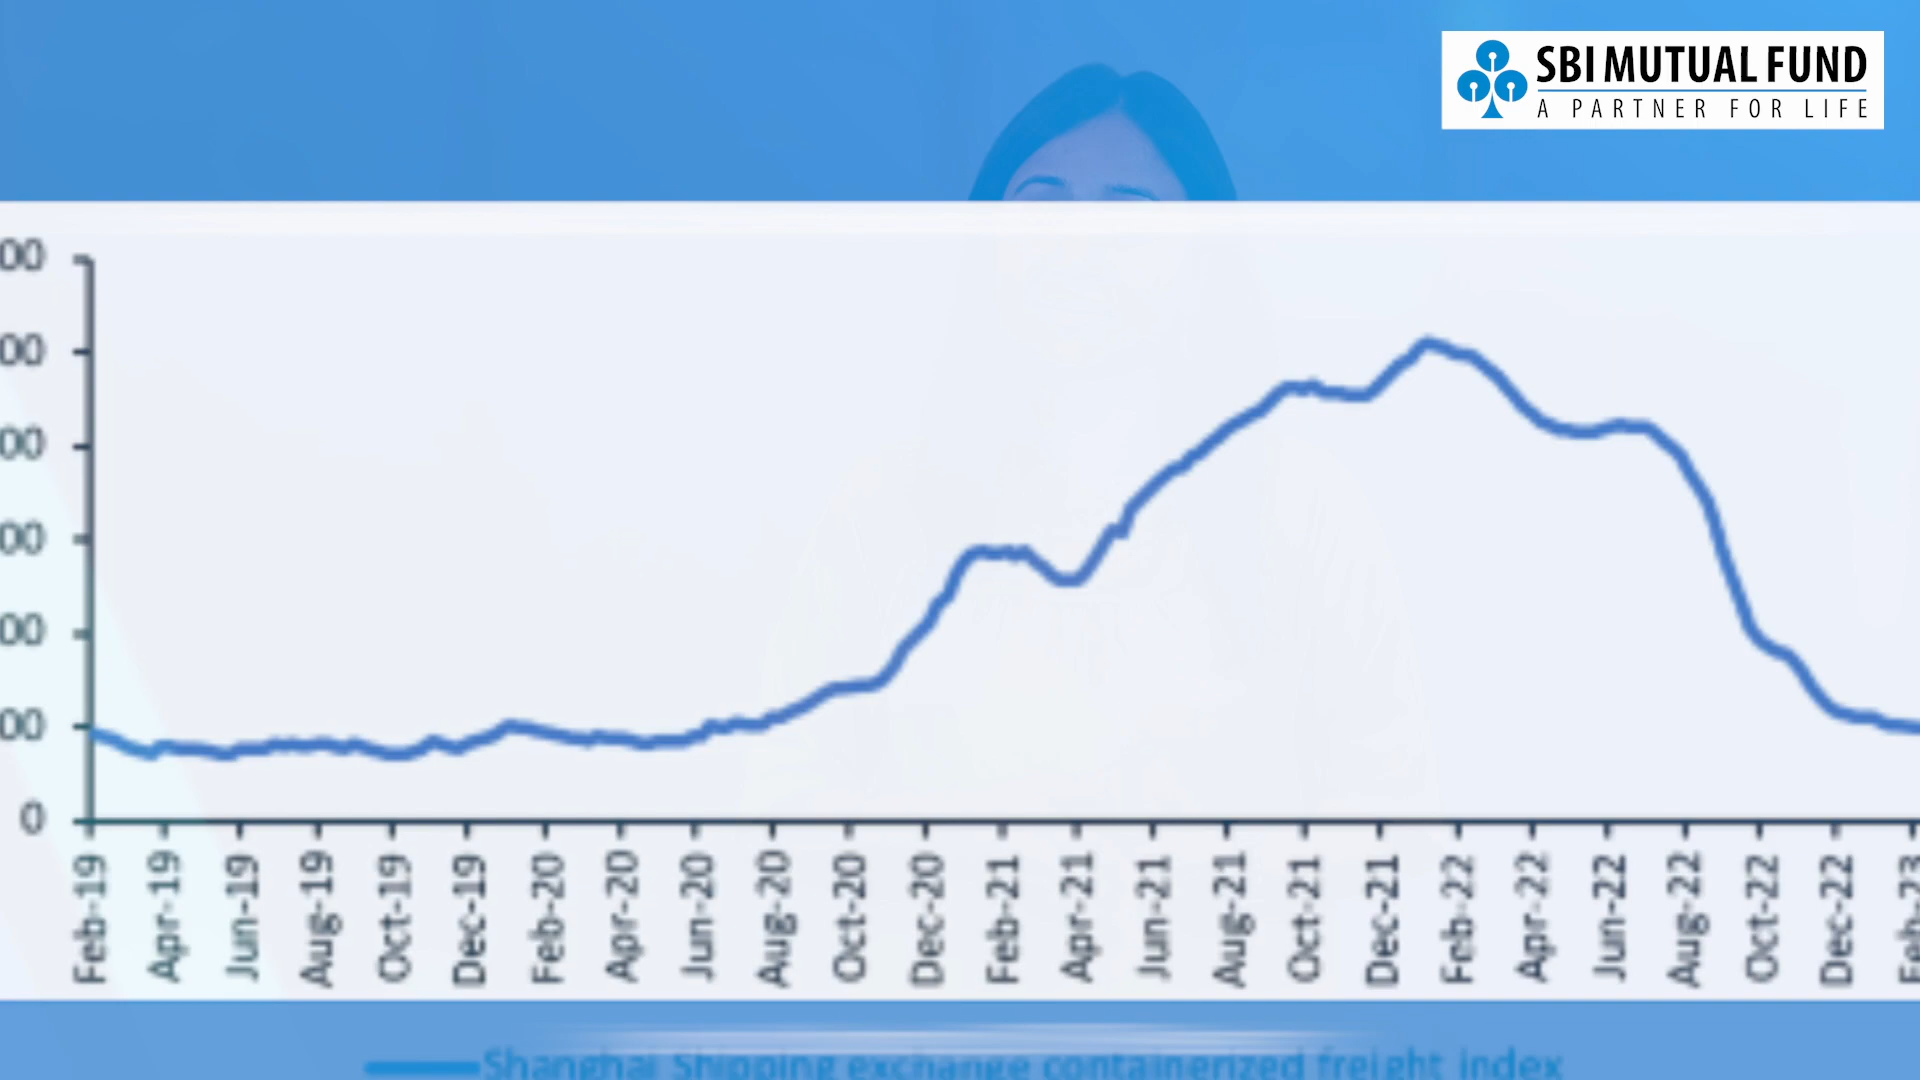 SBI MUTUAL FUND
A PARTNER FOR LIFE
00
00
00
00
00
00
0
Feb-19
Apr-19
Jun-19
Aug-19
Oct-19
Dec-19
Feb-20
Apr-20
Jun-20
Aug-20
Oct-20
Dec-20
Feb-21
Apr-21
Jun-21
Aug-21
Oct-21
Dec-21
Feb-22
Apr-22
Jun-22
Aug-22
Oct-22
Dec-22
Feb-23
Shanghai Shipping exchange containerized freight index